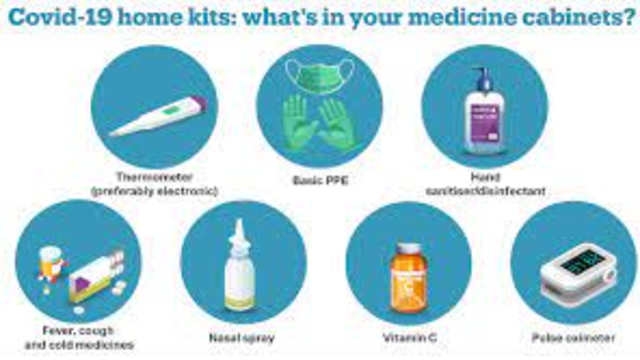 Covid-19 home kits: what's in your medicine cabinets?
Thermometer
(preferably electronic)
Basic PPE
Hand
sanitiser/disinfectant
Fever, cough
and cold medicines
Nasal spray
Vitamin C
Pulse oximeter
C